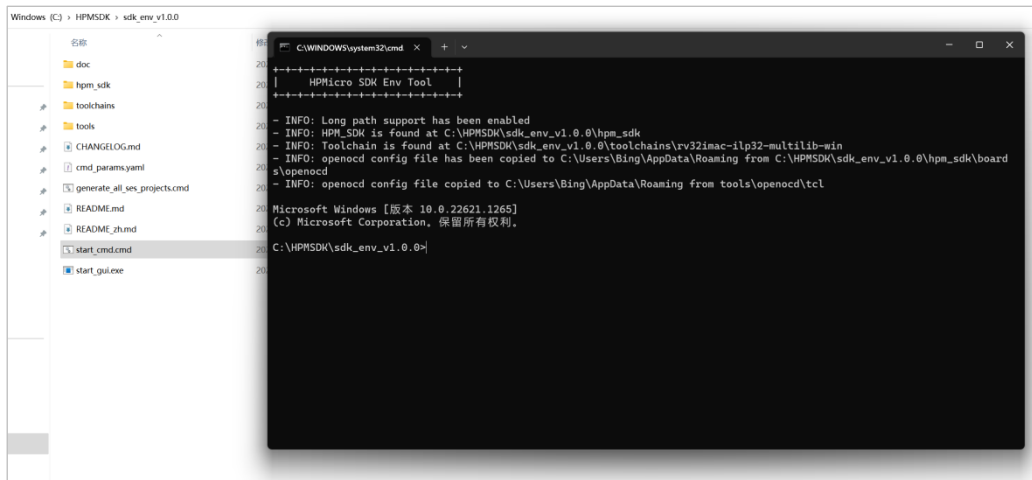 Windows (C:) › HPMSDK › sdk_env_v1.0.0
名称
doc
hpm_sdk
toolchains
tools
CHANGELOG.md
cmd_params.yaml
generate_all_ses_projects.cmd
README.md
README_zh.md
start_cmd.cmd
start_gui.exe
C:\WINDOWS\system32\cmd.
+-+-+-+-+-+-+-+-+-+-+-+-+-+-+-+
|     HPMicro SDK Env Tool    |
+-+-+-+-+-+-+-+-+-+-+-+-+-+-+-+
- INFO: Long path support has been enabled
- INFO: HPM_SDK is found at C:\HPMSDK\sdk_env_v1.0.0\hpm_sdk
- INFO: Toolchain is found at C:\HPMSDK\sdk_env_v1.0.0\toolchains\rv32imac-ilp32-multilib-win
- INFO: openocd config file has been copied to C:\Users\Bing\AppData\Roaming from C:\HPMSDK\sdk_env_v1.0.0\hpm_sdk\board
s\openocd
- INFO: openocd config file copied to C:\Users\Bing\AppData\Roaming from tools\openocd\tcl
Microsoft Windows [版本 10.0.22621.1265]
(c) Microsoft Corporation。保留所有权利。
C:\HPMSDK\sdk_env_v1.0.0>